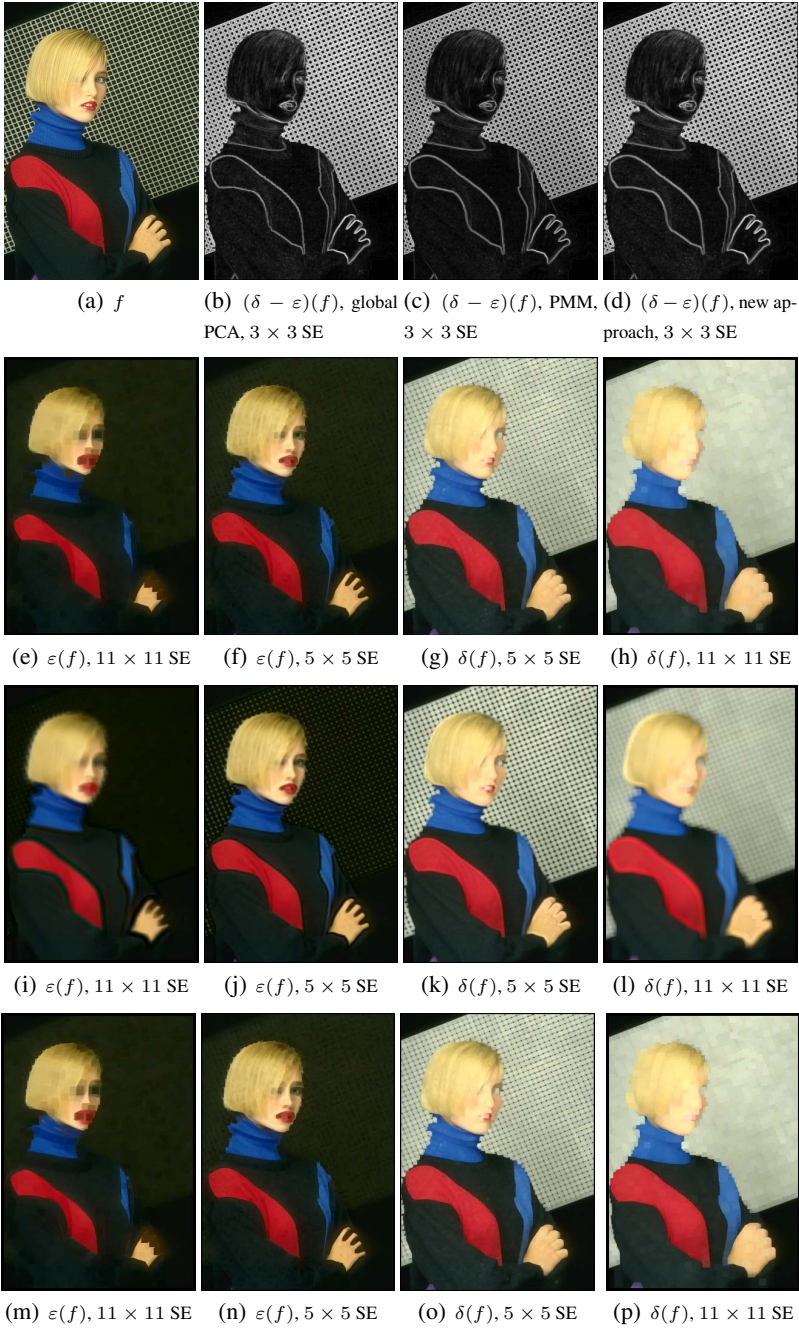 (a) f
(b) (δ − ε)(f), global
PCA, 3 × 3 SE
(c) (δ − ε)(f), PMM,
3 × 3 SE
(d) (δ − ε)(f), new ap-
proach, 3 × 3 SE
(e) ε(f), 11 × 11 SE
(f) ε(f), 5 × 5 SE
(g) δ(f), 5 × 5 SE
(h) δ(f), 11 × 11 SE
(i) ε(f), 11 × 11 SE
(j) ε(f), 5 × 5 SE
(k) δ(f), 5 × 5 SE
(l) δ(f), 11 × 11 SE
(m) ε(f), 11 × 11 SE
(n) ε(f), 5 × 5 SE
(o) δ(f), 5 × 5 SE
(p) δ(f), 11 × 11 SE